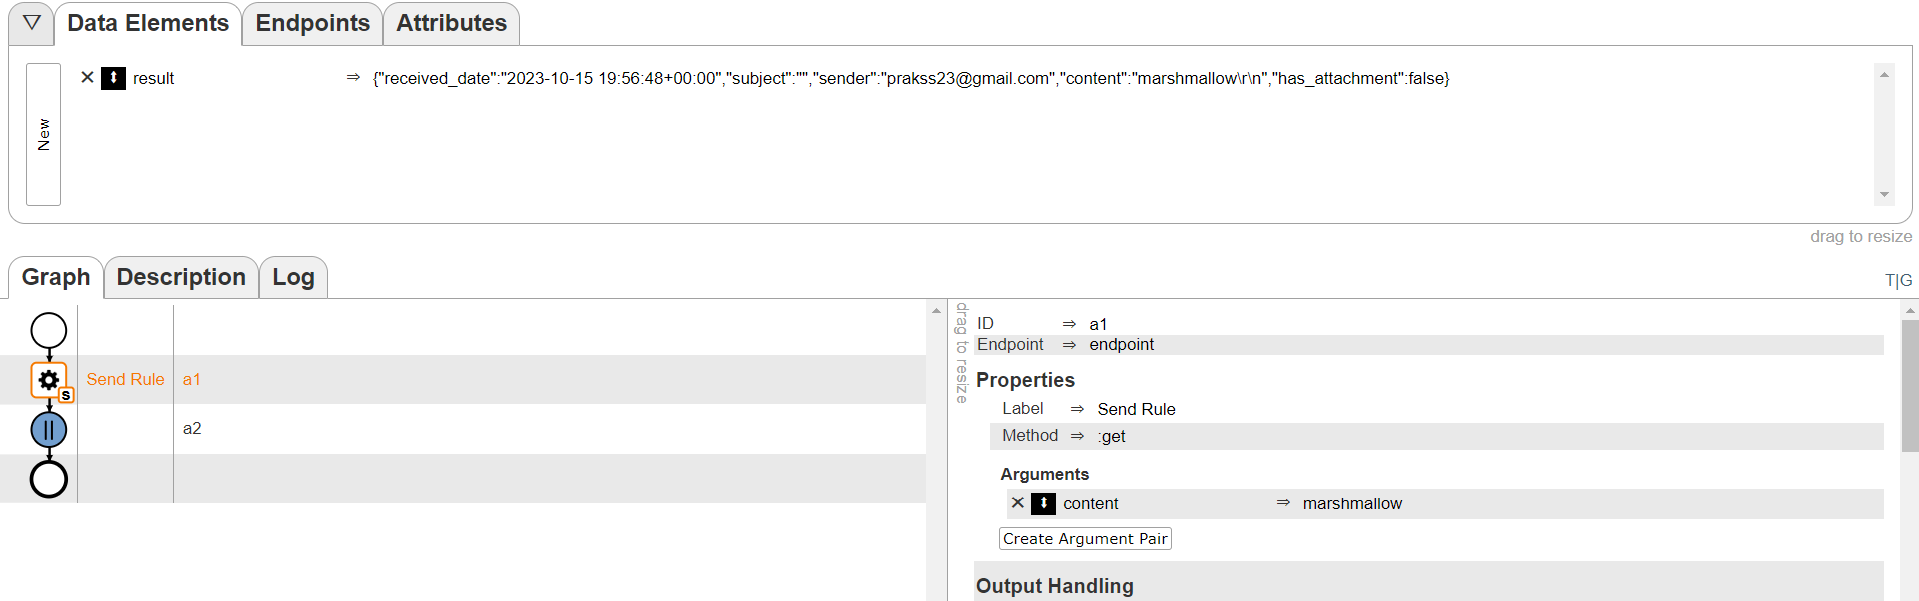 ▽ Data Elements Endpoints Attributes
New
✕ ⬍ result ⇒ {"received_date":"2023-10-15 19:56:48+00:00","subject":"","sender":"prakss23@gmail.com","content":"marshmallow\r\n","has_attachment":false}
drag to resize
Graph Description Log
T|G
Send Rule a1
s
a2
drag to resize
ID ⇒ a1
Endpoint ⇒ endpoint
Properties
Label ⇒ Send Rule
Method ⇒ :get
Arguments
✕ ⬍ content ⇒ marshmallow
Create Argument Pair
Output Handling